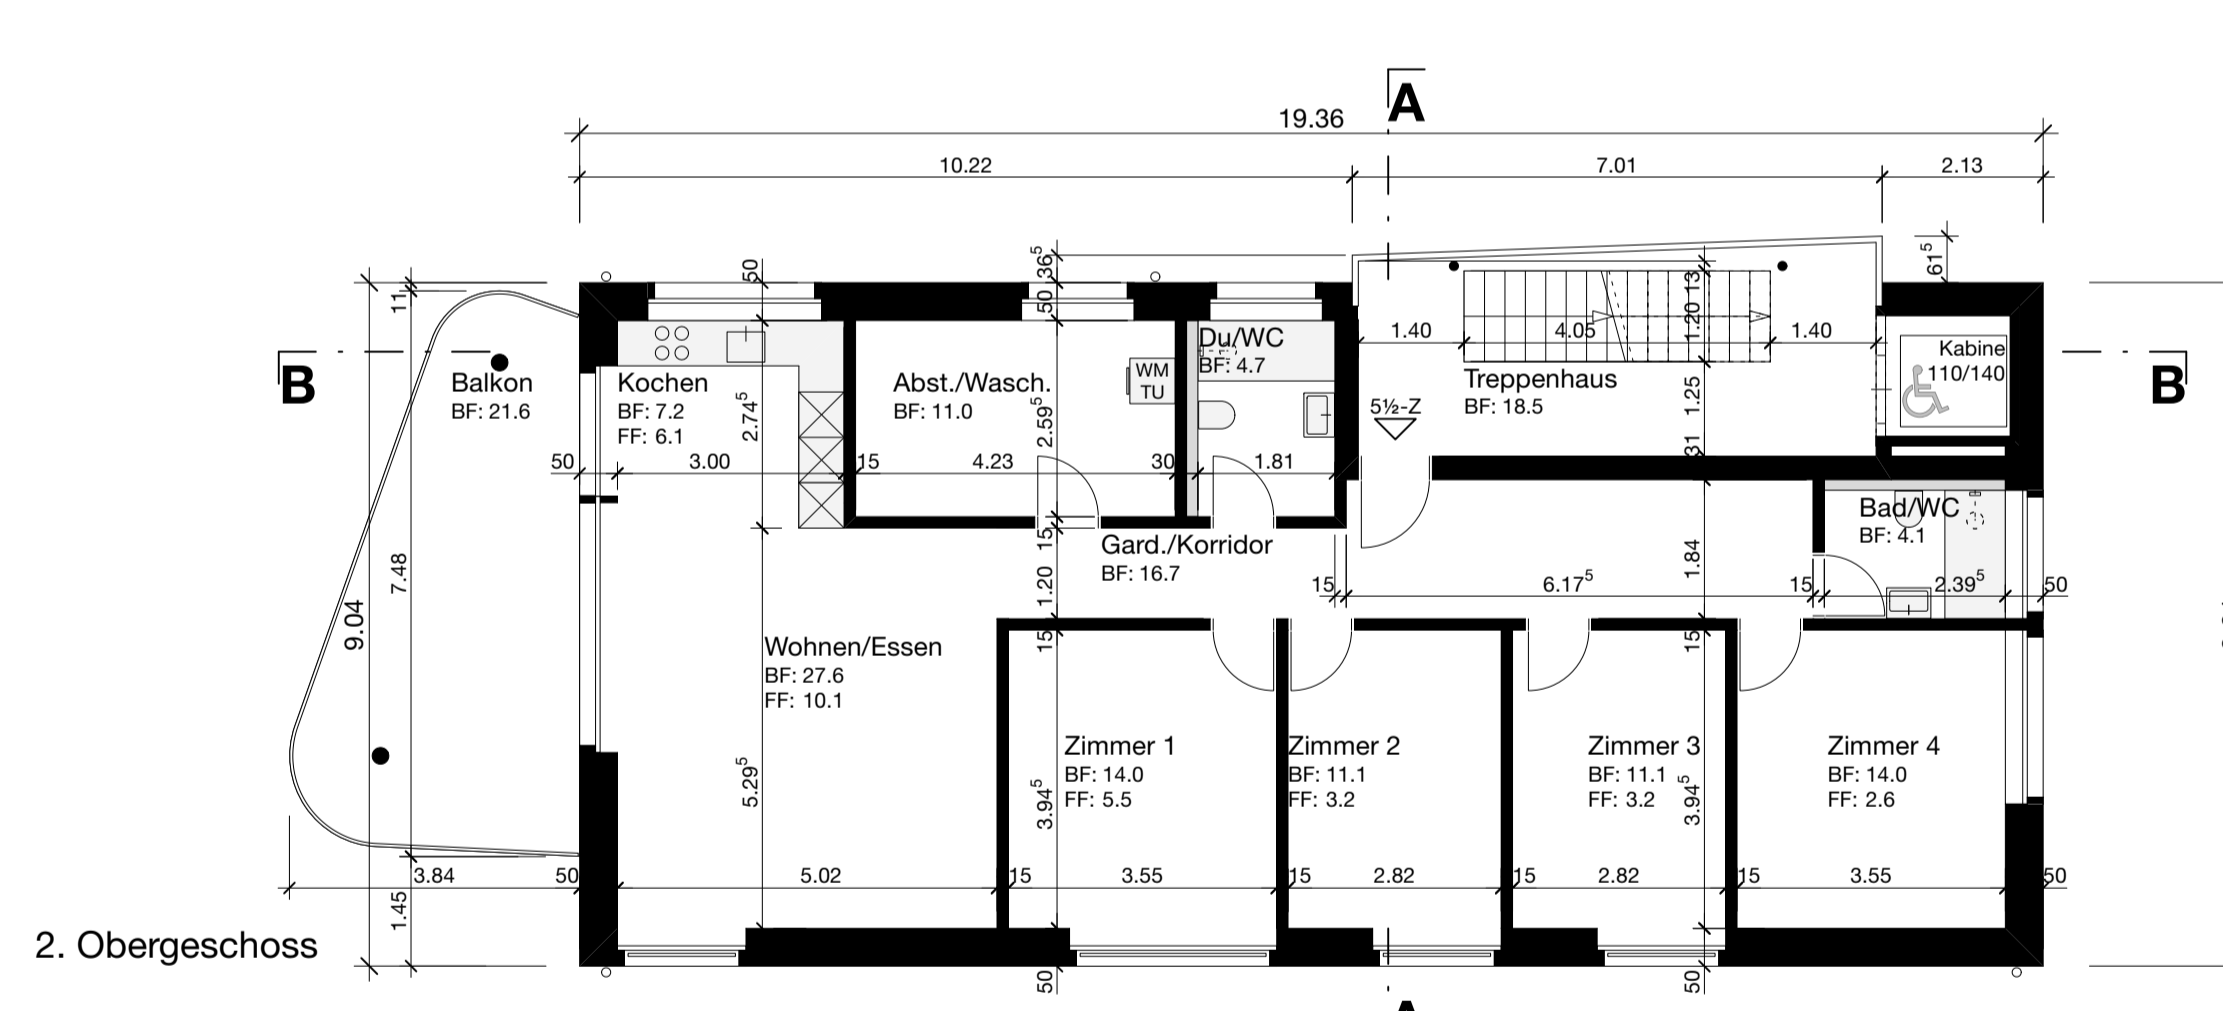 A
19.36
10.22
7.01
2.13
50
36⁵
61⁵
11
50
13
1.20
1.40
4.05
1.40
Du/WC
BF: 4.7
Kabine
110/140
B
Balkon
BF: 21.6
Kochen
BF: 7.2
FF: 6.1
2.74⁵
Abst./Wasch.
BF: 11.0
2.59⁵
WM
TU
Treppenhaus
BF: 18.5
5½-Z
1.25
31
B
50
3.00
15
4.23
30
1.81
Bad/WC
BF: 4.1
15
Gard./Korridor
BF: 16.7
1.20
7.48
9.04
15
6.17⁵
1.84
15
2.39⁵
50
15
15
Wohnen/Essen
BF: 27.6
FF: 10.1
5.29⁵
Zimmer 1
BF: 14.0
FF: 5.5
3.94⁵
Zimmer 2
BF: 11.1
FF: 3.2
Zimmer 3
BF: 11.1
FF: 3.2
3.94⁵
Zimmer 4
BF: 14.0
FF: 2.6
3.84
50
5.02
15
3.55
15
2.82
15
2.82
15
3.55
50
1.45
2. Obergeschoss
50
50
A